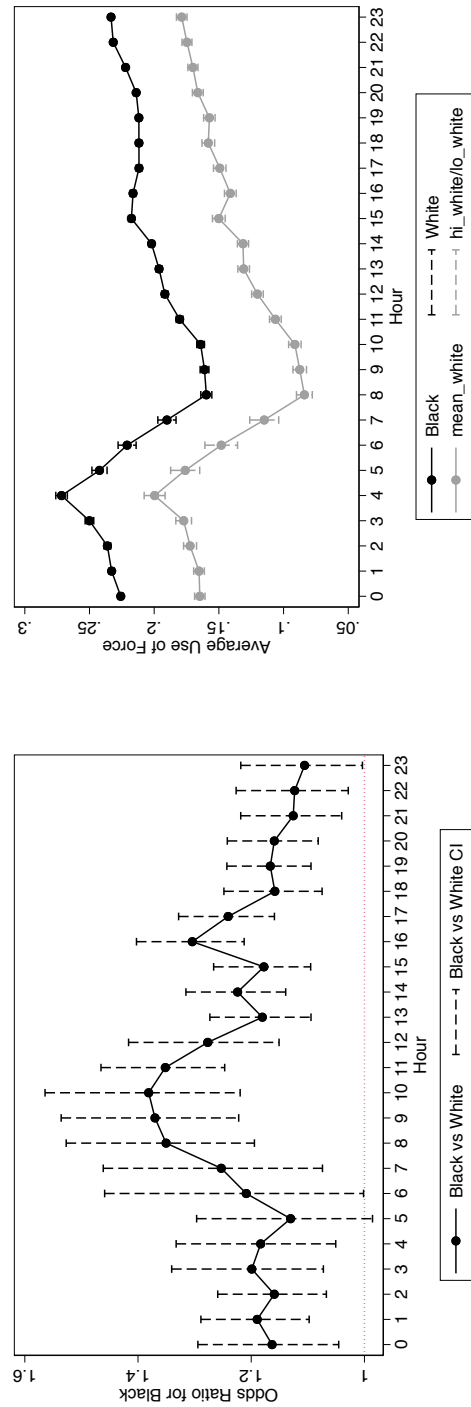 1.6
1.4
1.2
1
Odds Ratio for Black
0 1 2 3 4 5 6 7 8 9 10 11 12 13 14 15 16 17 18 19 20 21 22 23
Hour
Black vs White
Black vs White CI
.3
.25
.2
.15
.1
.05
Average Use of Force
0 1 2 3 4 5 6 7 8 9 10 11 12 13 14 15 16 17 18 19 20 21 22 23
Hour
Black
White
mean_white
hi_white/lo_white